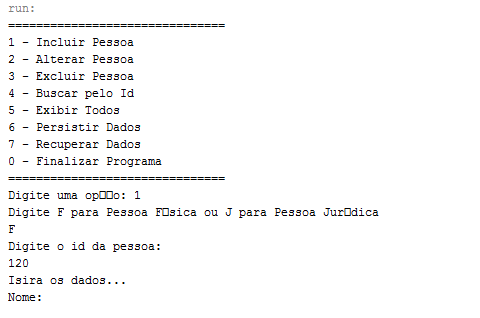 run:
===============================
1 - Incluir Pessoa
2 - Alterar Pessoa
3 - Excluir Pessoa
4 - Buscar pelo Id
5 - Exibir Todos
6 - Persistir Dados
7 - Recuperar Dados
0 - Finalizar Programa
===============================
Digite uma op□□o: 1
Digite F para Pessoa F□sica ou J para Pessoa Jur□dica
F
Digite o id da pessoa:
120
Isira os dados...
Nome: